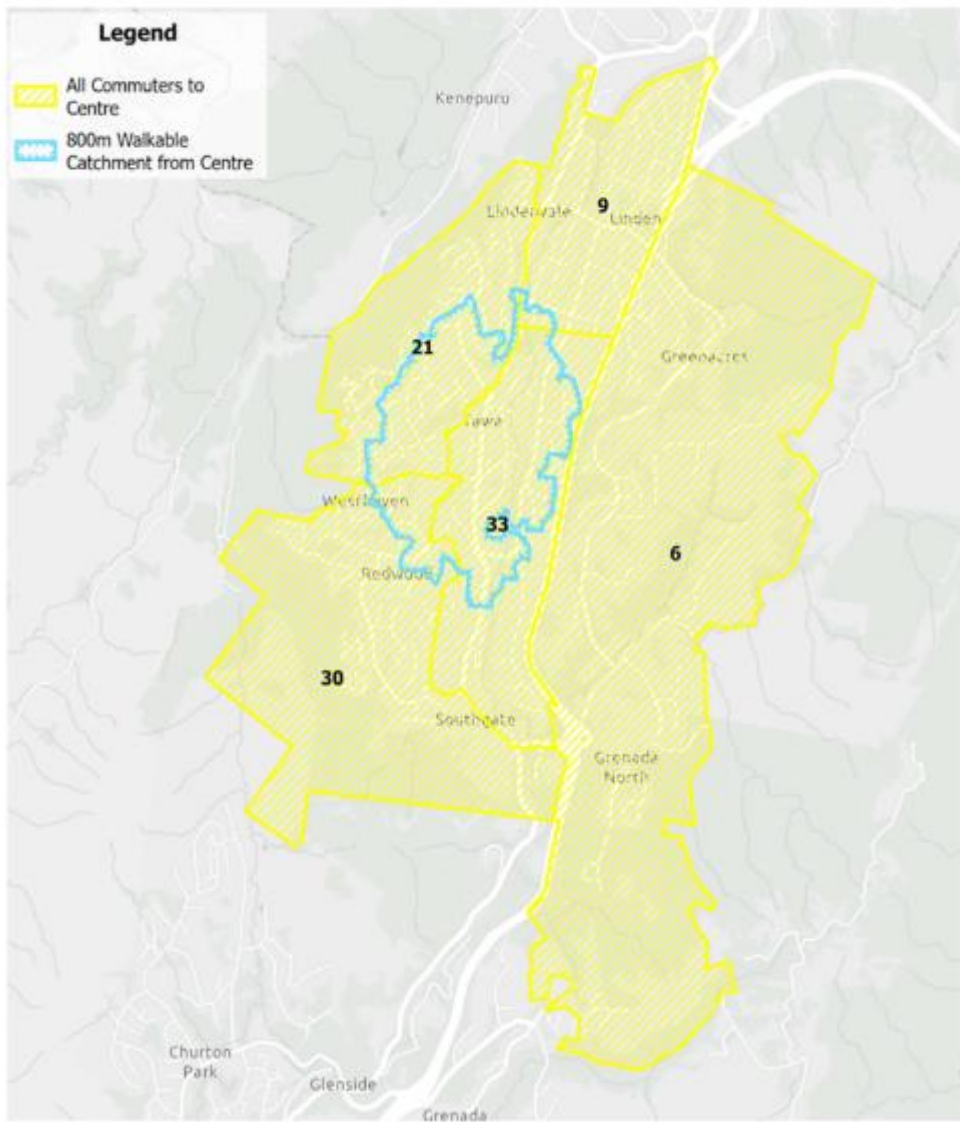 Legend
All Commuters to
Centre
800m Walkable
Catchment from Centre
Kenepuru
Lindenvale
9
Linden
21
Greenacres
Tawa
Westhaven
33
6
Redwood
30
Southgate
Grenada
North
Churton
Park
Glenside
Grenada